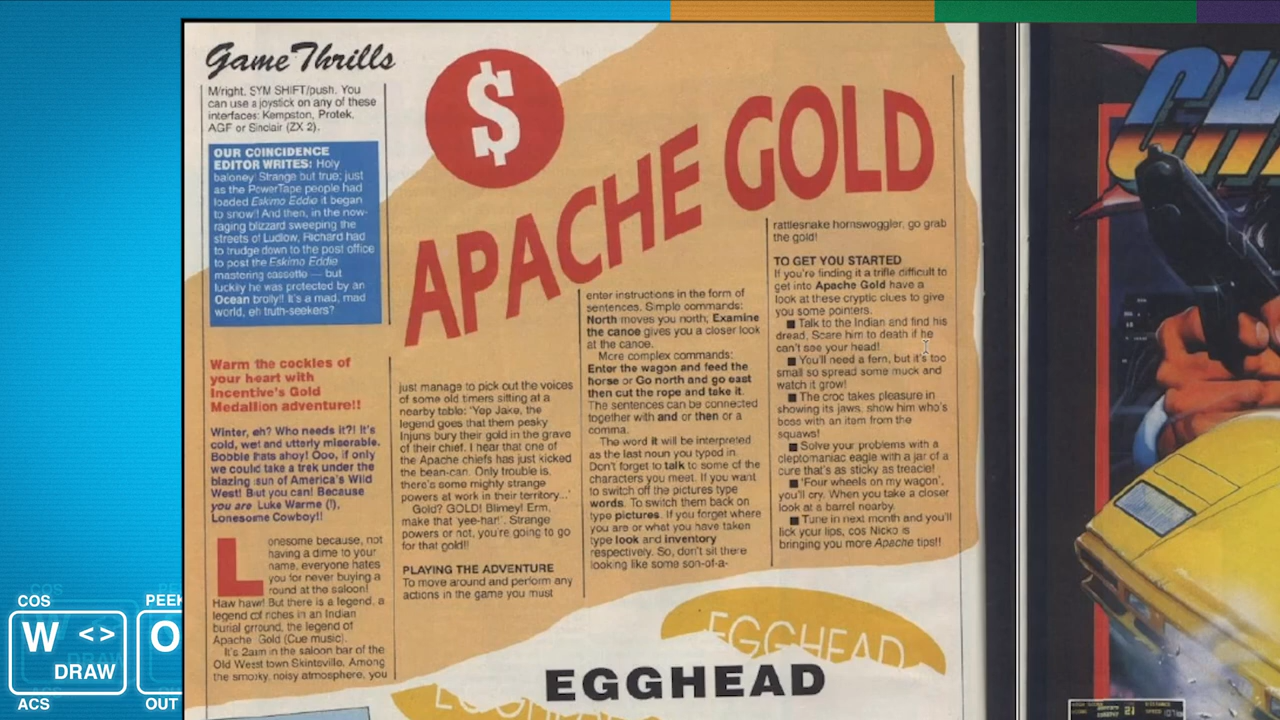 Game Thrills
M/right, SYM SHIFT/push. You
can use a joystick on any of these
interfaces: Kempston, Protek,
AGF or Sinclair (ZX 2).
OUR COINCIDENCE
EDITOR WRITES: Holy
baloney! Strange but true; just
as the PowerTape people had
loaded Eskimo Eddie it began
to snow!! And then, in the now-
raging blizzard sweeping the
streets of Ludlow, Richard had
to trudge down to the post office
to post the Eskimo Eddie
mastering cassette — but
luckily he was protected by an
Ocean brolly!! It's a mad, mad
world, eh truth-seekers?
$
APACHE GOLD
Warm the cockles of
your heart with
Incentive's Gold
Medallion adventure!!
Winter, eh? Who needs it?! It's
cold, wet and utterly miserable.
Bobble hats ahoy! Ooo, if only
we could take a trek under the
blazing sun of America's Wild
West! But you can! Because
you are Luke Warme (!),
Lonesome Cowboy!!
Lonesome because, not
having a dime to your
name, everyone hates
you for never buying a
round at the saloon!
Haw haw! But there is a legend, a
legend of riches in an Indian
burial ground, the legend of
Apache Gold (Cue music).
It's 2am in the saloon bar of the
Old West town Skintsville. Among
the smoky, noisy atmosphere, you
just manage to pick out the voices
of some old timers sitting at a
nearby table: 'Yep Jake, the
legend goes that them pesky
Injuns bury their gold in the grave
of their chief. I hear that one of
the Apache chiefs has just kicked
the bean-can. Only trouble is,
there's some mighty strange
powers at work in their territory...'
Gold? GOLD! Blimey! Erm,
make that 'yee-har!'. Strange
powers or not, you're going to go
for that gold!!
PLAYING THE ADVENTURE
To move around and perform any
actions in the game you must
enter instructions in the form of
sentences. Simple commands:
North moves you north; Examine
the canoe gives you a closer look
at the canoe.
More complex commands:
Enter the wagon and feed the
horse or Go north and go east
then cut the rope and take it.
The sentences can be connected
together with and or then or a
comma.
The word it will be interpreted
as the last noun you typed in.
Don't forget to talk to some of the
characters you meet. If you want
to switch off the pictures type
words. To switch them back on
type pictures. If you forget where
you are or what you have taken
type look and inventory
respectively. So, don't sit there
looking like some son-of-a-
rattlesnake hornswoggler, go grab
the gold!
TO GET YOU STARTED
If you're finding it a trifle difficult to
get into Apache Gold have a
look at these cryptic clues to give
you some pointers.
■ Talk to the Indian and find his
dread, Scare him to death if he
can't see your head!
■ You'll need a fern, but it's too
small so spread some muck and
watch it grow!
■ The croc takes pleasure in
showing its jaws, show him who's
boss with an item from the
squaws!
■ Solve your problems with a
cleptomaniac eagle with a jar of a
cure that's as sticky as treacle!
■ 'Four wheels on my wagon',
you'll cry. When you take a closer
look at a barrel nearby.
■ Tune in next month and you'll
lick your lips, cos Nicko is
bringing you more Apache tips!!
EGGHEAD
EGGHEAD
CH
COS
PEEK
W <>
DRAW
O
ACS
OUT